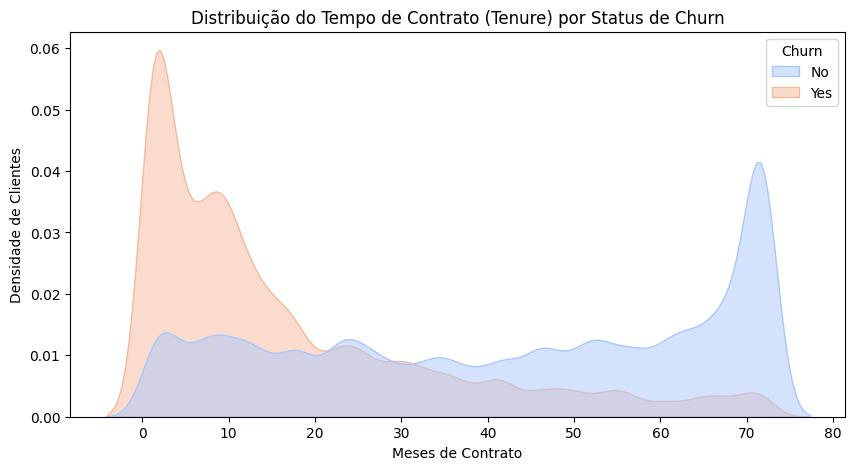 Distribuição do Tempo de Contrato (Tenure) por Status de Churn
Churn
No
Yes
Densidade de Clientes
0.06
0.05
0.04
0.03
0.02
0.01
0.00
0 10 20 30 40 50 60 70 80
Meses de Contrato